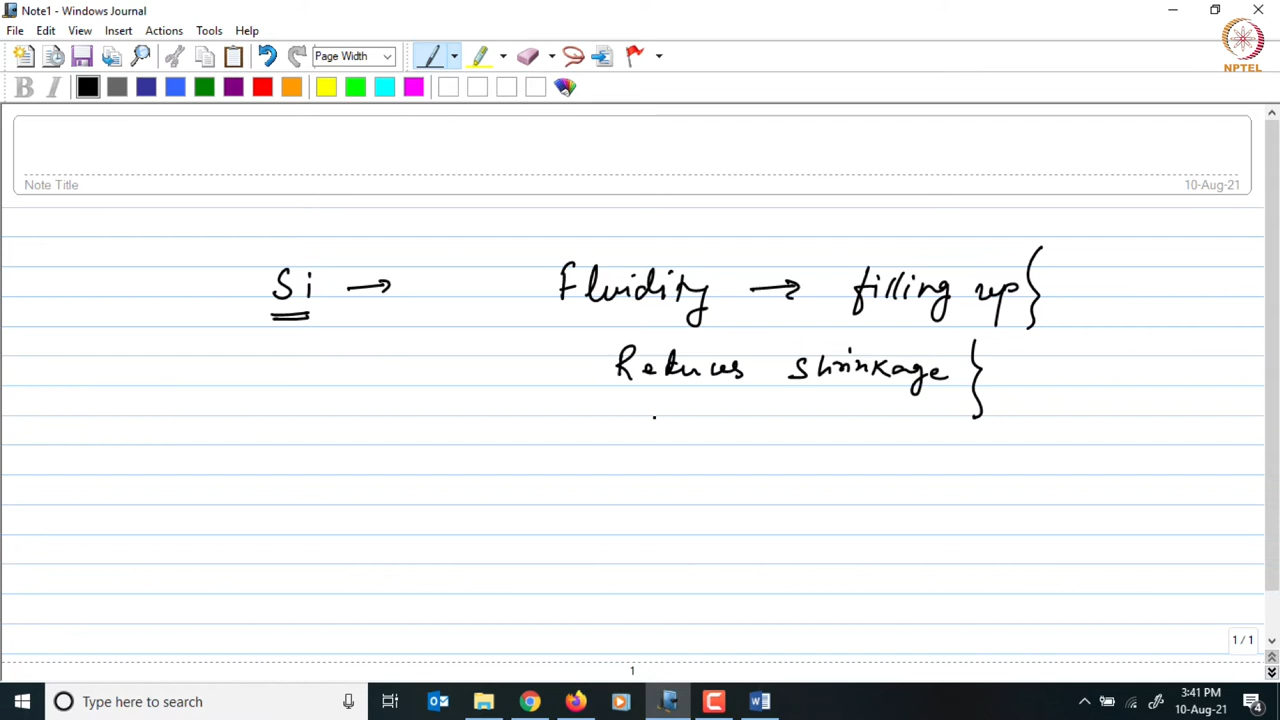 Note1 - Windows Journal
File Edit View Insert Actions Tools Help
Page Width
B I
NPTEL
Note Title
10-Aug-21
Si → Fluidity → filling up }
Reduces shrinkage }
1 / 1
1
Type here to search
3:41 PM
10-Aug-21
4